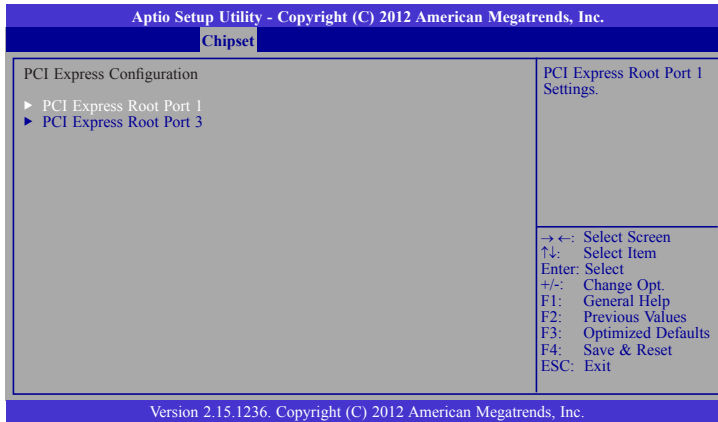 Aptio Setup Utility - Copyright (C) 2012 American Megatrends, Inc.
Chipset
PCI Express Configuration
► PCI Express Root Port 1
► PCI Express Root Port 3
PCI Express Root Port 1
Settings.
→←: Select Screen
↑↓: Select Item
Enter: Select
+/-: Change Opt.
F1: General Help
F2: Previous Values
F3: Optimized Defaults
F4: Save & Reset
ESC: Exit
Version 2.15.1236. Copyright (C) 2012 American Megatrends, Inc.